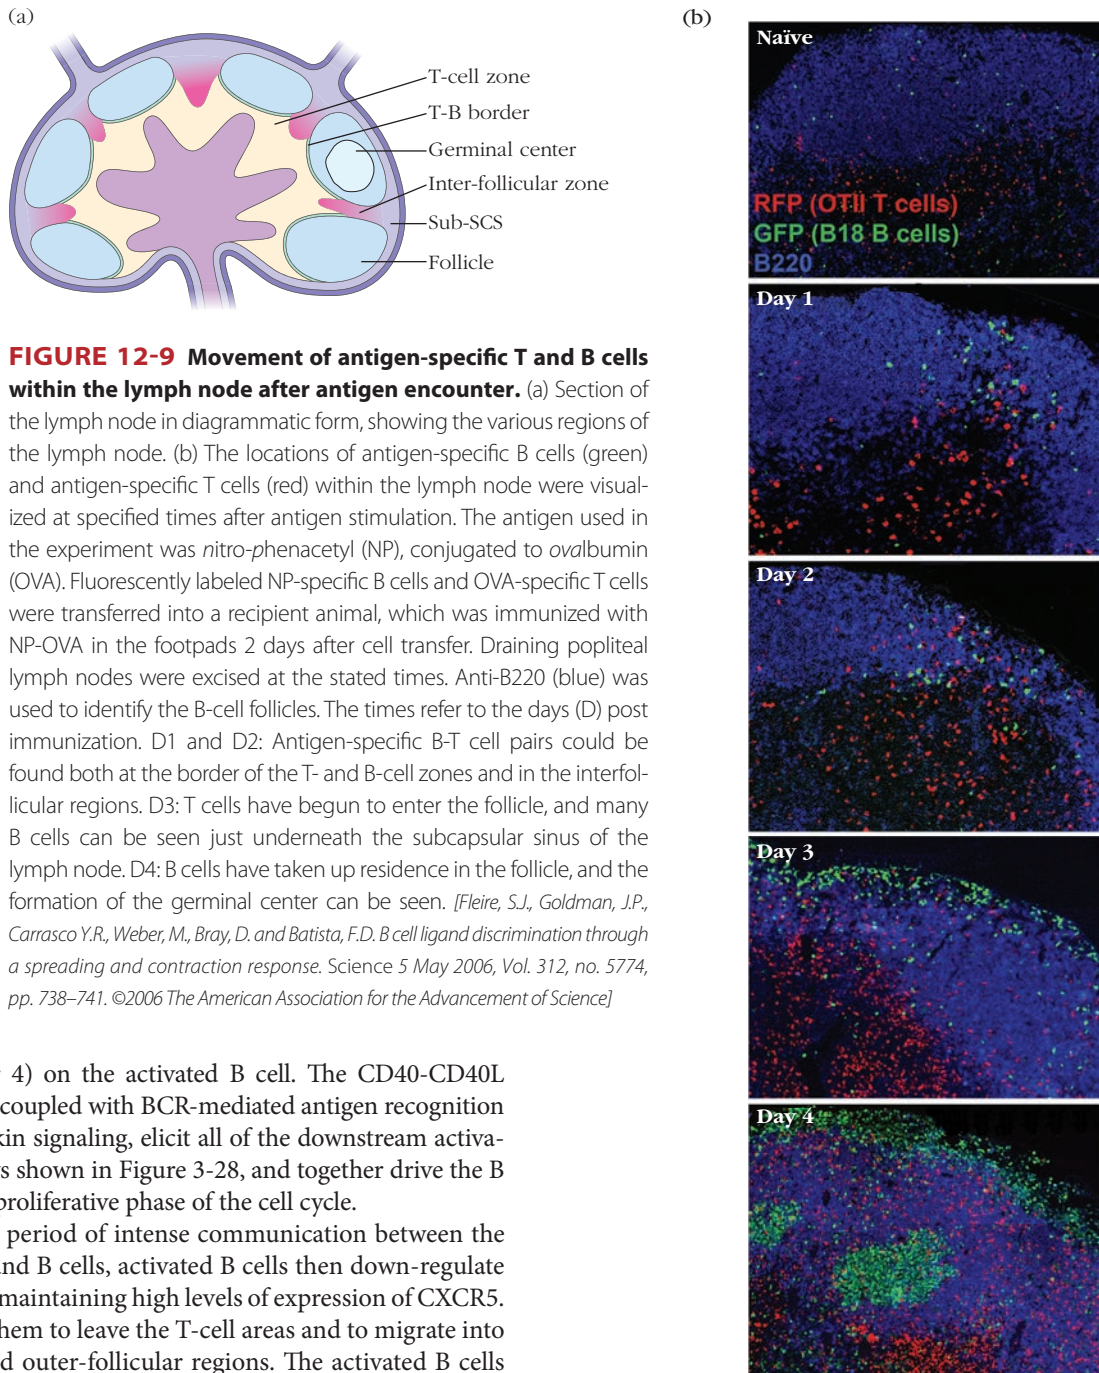 (a)
T-cell zone
T-B border
Germinal center
Inter-follicular zone
Sub-SCS
Follicle
FIGURE 12-9 Movement of antigen-specific T and B cells
within the lymph node after antigen encounter. (a) Section of
the lymph node in diagrammatic form, showing the various regions of
the lymph node. (b) The locations of antigen-specific B cells (green)
and antigen-specific T cells (red) within the lymph node were visual-
ized at specified times after antigen stimulation. The antigen used in
the experiment was nitro-phenacetyl (NP), conjugated to ovalbumin
(OVA). Fluorescently labeled NP-specific B cells and OVA-specific T cells
were transferred into a recipient animal, which was immunized with
NP-OVA in the footpads 2 days after cell transfer. Draining popliteal
lymph nodes were excised at the stated times. Anti-B220 (blue) was
used to identify the B-cell follicles. The times refer to the days (D) post
immunization. D1 and D2: Antigen-specific B-T cell pairs could be
found both at the border of the T- and B-cell zones and in the interfol-
licular regions. D3: T cells have begun to enter the follicle, and many
B cells can be seen just underneath the subcapsular sinus of the
lymph node. D4: B cells have taken up residence in the follicle, and the
formation of the germinal center can be seen. [Fleire, S.J., Goldman, J.P.,
Carrasco Y.R., Weber, M., Bray, D. and Batista, F.D. B cell ligand discrimination through
a spreading and contraction response. Science 5 May 2006, Vol. 312, no. 5774,
pp. 738–741. ©2006 The American Association for the Advancement of Science]
4) on the activated B cell. The CD40-CD40L
coupled with BCR-mediated antigen recognition
kin signaling, elicit all of the downstream activa-
s shown in Figure 3-28, and together drive the B
proliferative phase of the cell cycle.
period of intense communication between the
nd B cells, activated B cells then down-regulate
maintaining high levels of expression of CXCR5.
hem to leave the T-cell areas and to migrate into
d outer-follicular regions. The activated B cells
(b)
Naïve
RFP (OTII T cells)
GFP (B18 B cells)
B220
Day 1
Day 2
Day 3
Day 4